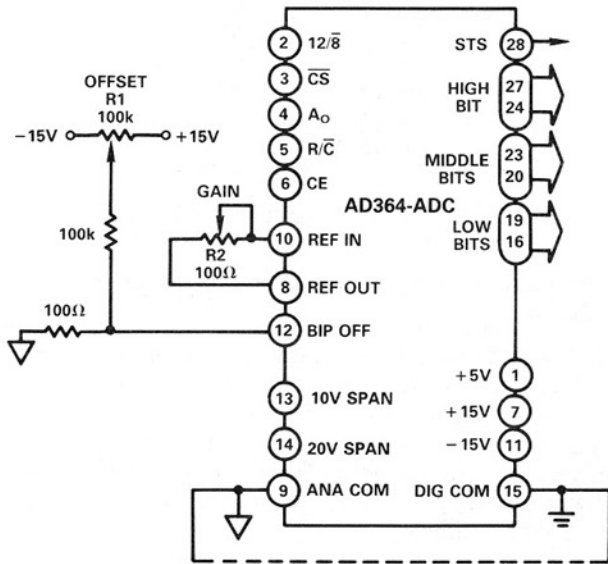 OFFSET
R1
100k
−15V
+15V
100k
100Ω
GAIN
R2
100Ω
AD364-ADC
2 12/8̅
3 C̅S̅
4 AO
5 R/C̅
6 CE
10 REF IN
8 REF OUT
12 BIP OFF
13 10V SPAN
14 20V SPAN
9 ANA COM
STS 28
HIGH
BIT
27
24
MIDDLE
BITS
23
20
LOW
BITS
19
16
+5V 1
+15V 7
−15V 11
DIG COM 15